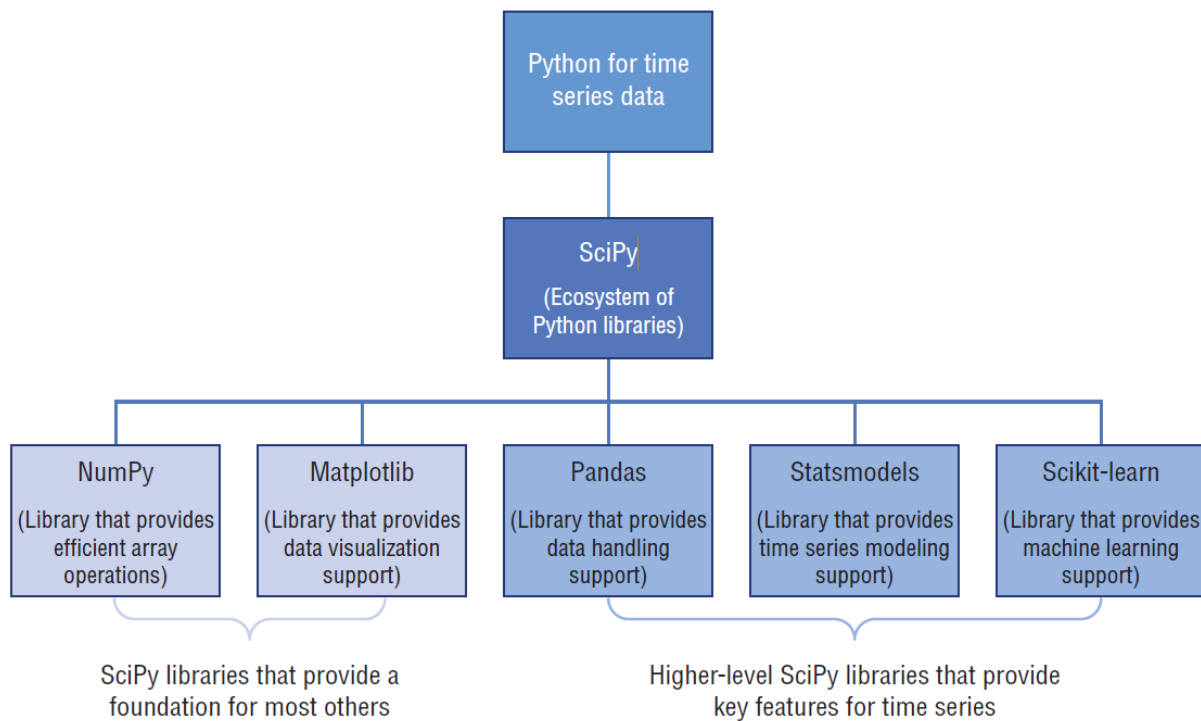 Python for time
series data
SciPy
(Ecosystem of
Python libraries)
NumPy
(Library that provides
efficient array
operations)
Matplotlib
(Library that provides
data visualization
support)
Pandas
(Library that provides
data handling
support)
Statsmodels
(Library that provides
time series modeling
support)
Scikit-learn
(Library that provides
machine learning
support)
SciPy libraries that provide a
foundation for most others
Higher-level SciPy libraries that provide
key features for time series